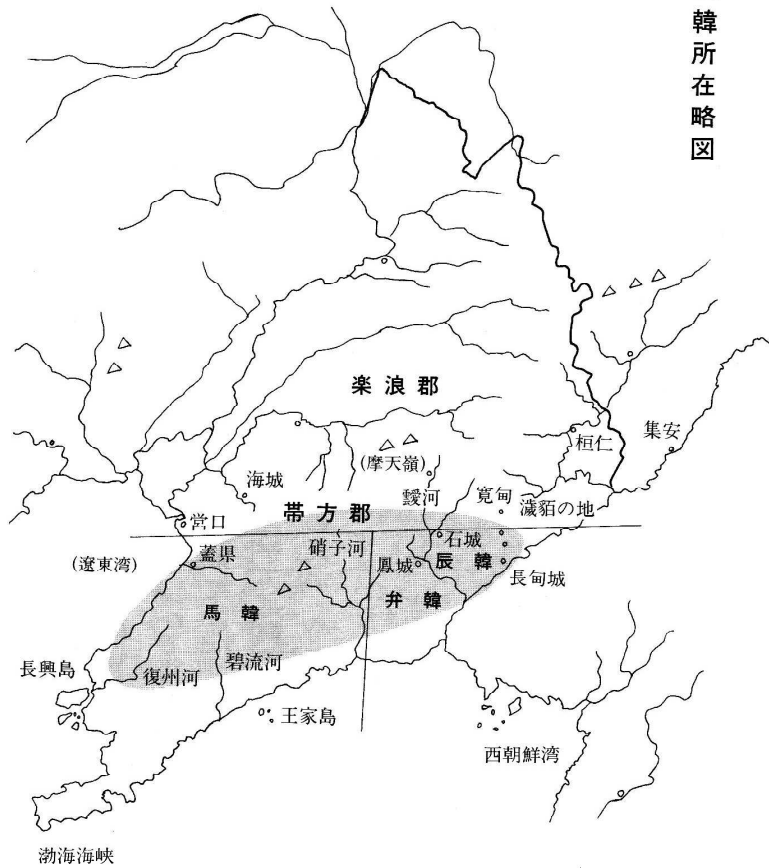 韓所在略図
楽浪郡
集安
桓仁
(摩天嶺)
海城
靉河
寛甸
濊貊の地
帯方郡
営口
石城
硝子河
(遼東湾)
蓋県
鳳城
辰韓
長甸城
弁韓
馬韓
碧流河
長興島
復州河
王家島
西朝鮮湾
渤海海峡